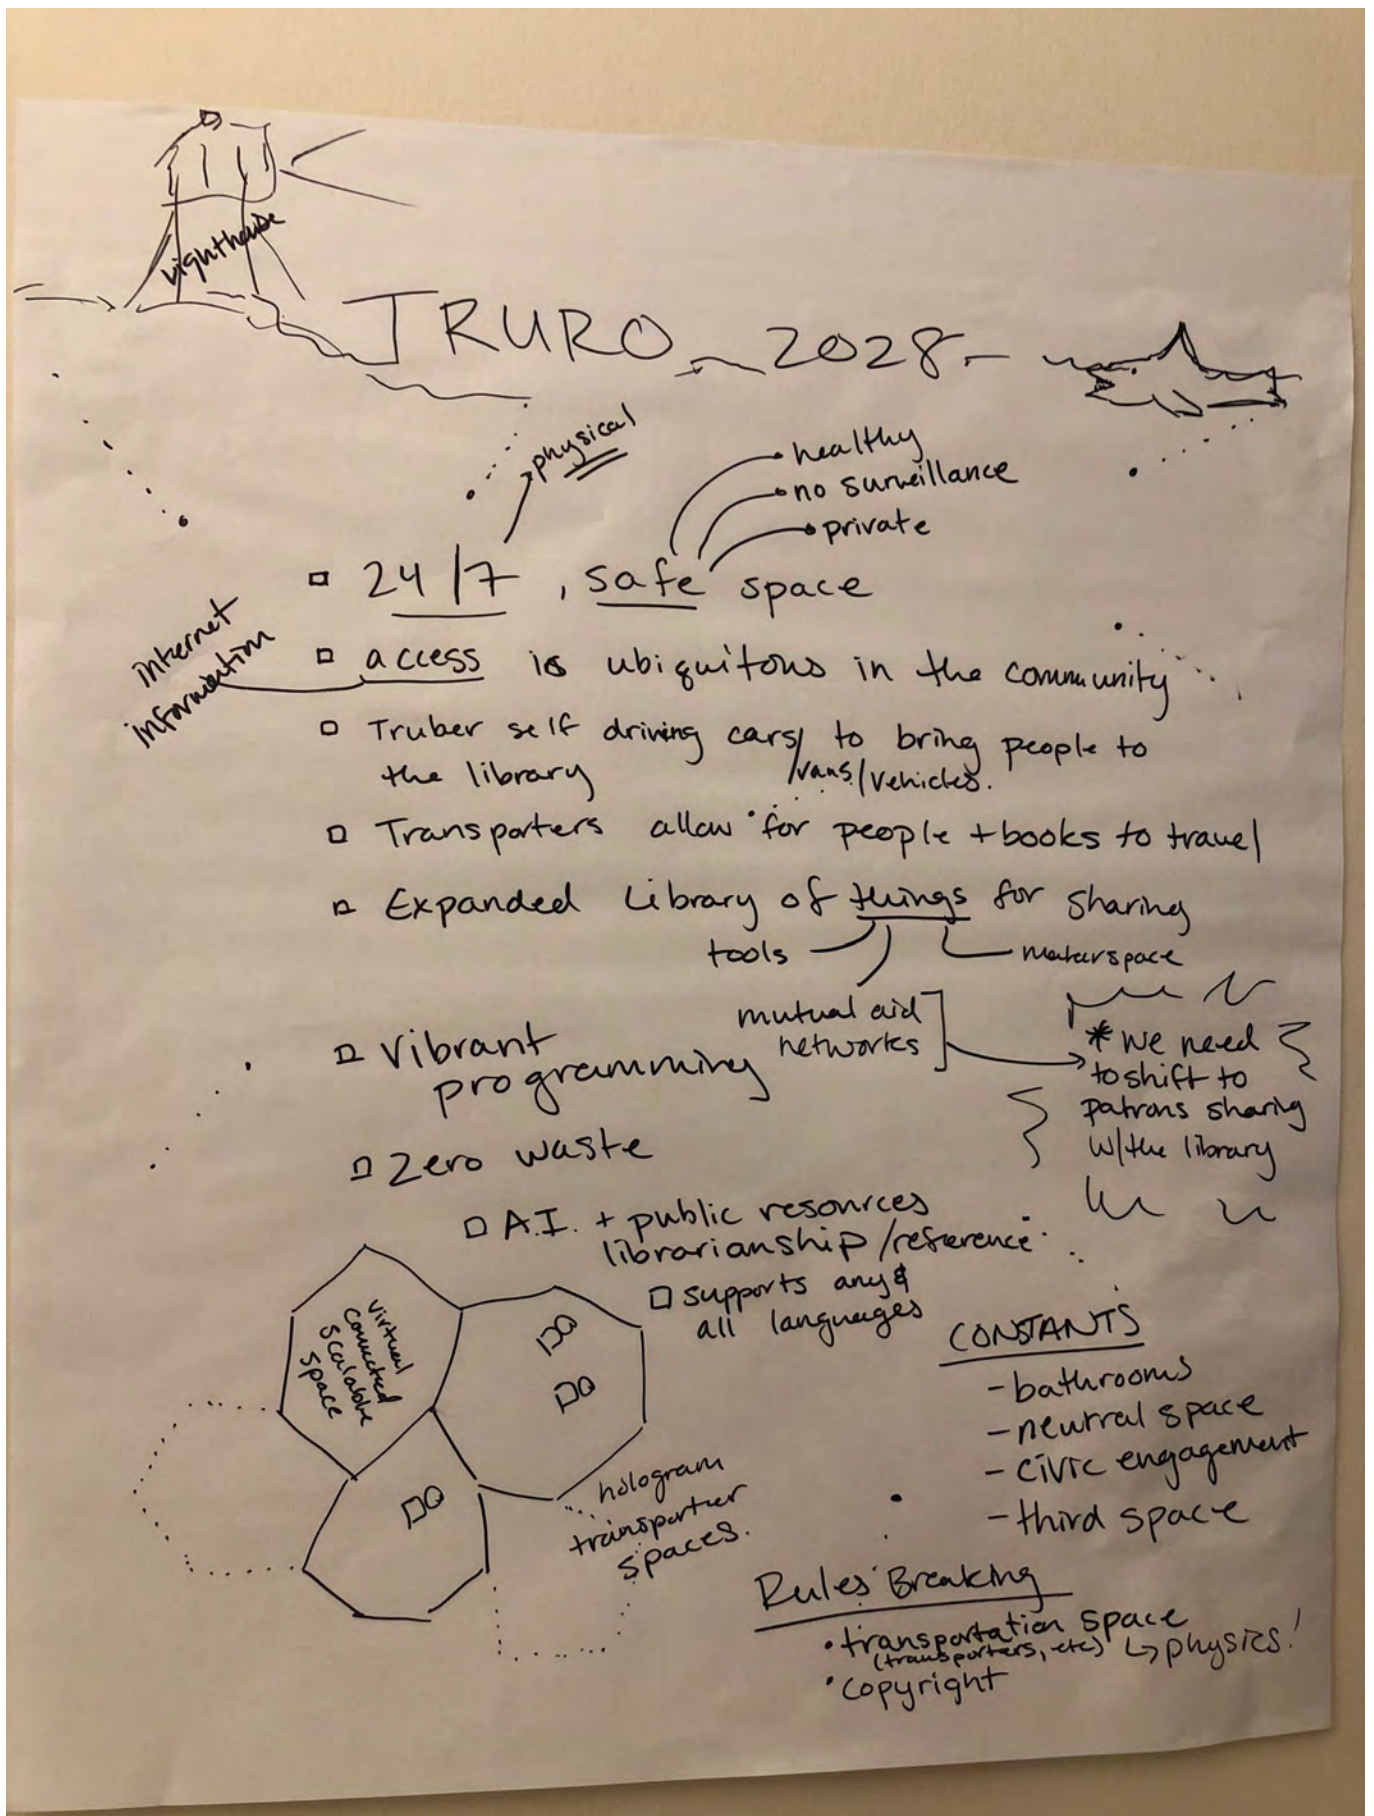 Lighthouse
TRURO 2028
physical
• healthy
• no surveillance
• private
24/7, safe space
internet
information
access is ubiquitous in the community
Truber self driving cars/ to bring people to
/vans/vehicles.
the library
Transporters allow for people + books to travel
Expanded Library of things for sharing
tools
makerspace
mutual aid
networks
* we need
to shift to
patrons sharing
w/the library
Vibrant
programming
Zero waste
A.I. + public resources
librarianship/reference
supports any &
all languages
virtual
connected
scalable
space
hologram
transporter
spaces.
CONSTANTS
- bathrooms
- neutral space
- civic engagement
- third space
Rules Breaking
• transportation space
(transporters, etc) ↳ physics!
• copyright